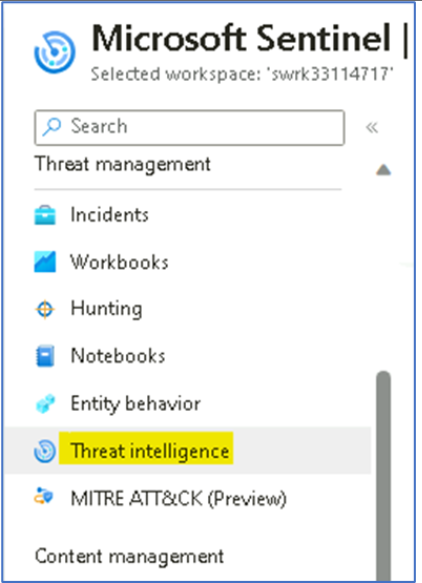 Microsoft Sentinel |
Selected workspace: 'swrk33114717'
Search «
Threat management
Incidents
Workbooks
Hunting
Notebooks
Entity behavior
Threat intelligence
MITRE ATT&CK (Preview)
Content management